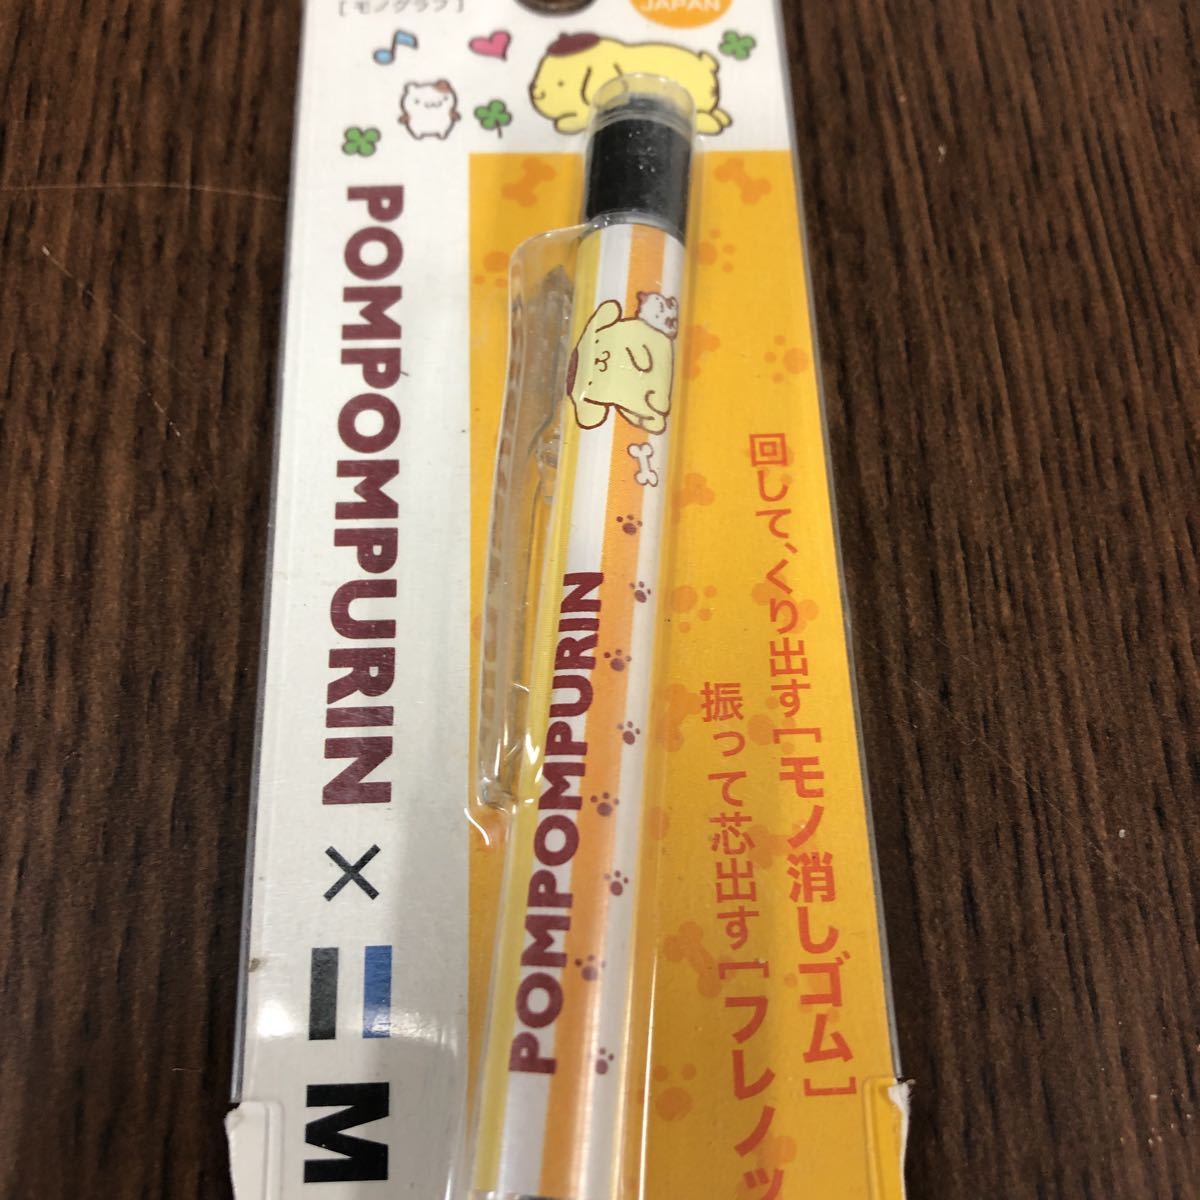 [モノグラフ]
JAPAN
POMPOMPURIN × M
POMPOMPURIN
回して、くり出す[モノ消しゴム]
振って芯出す[フレノッ